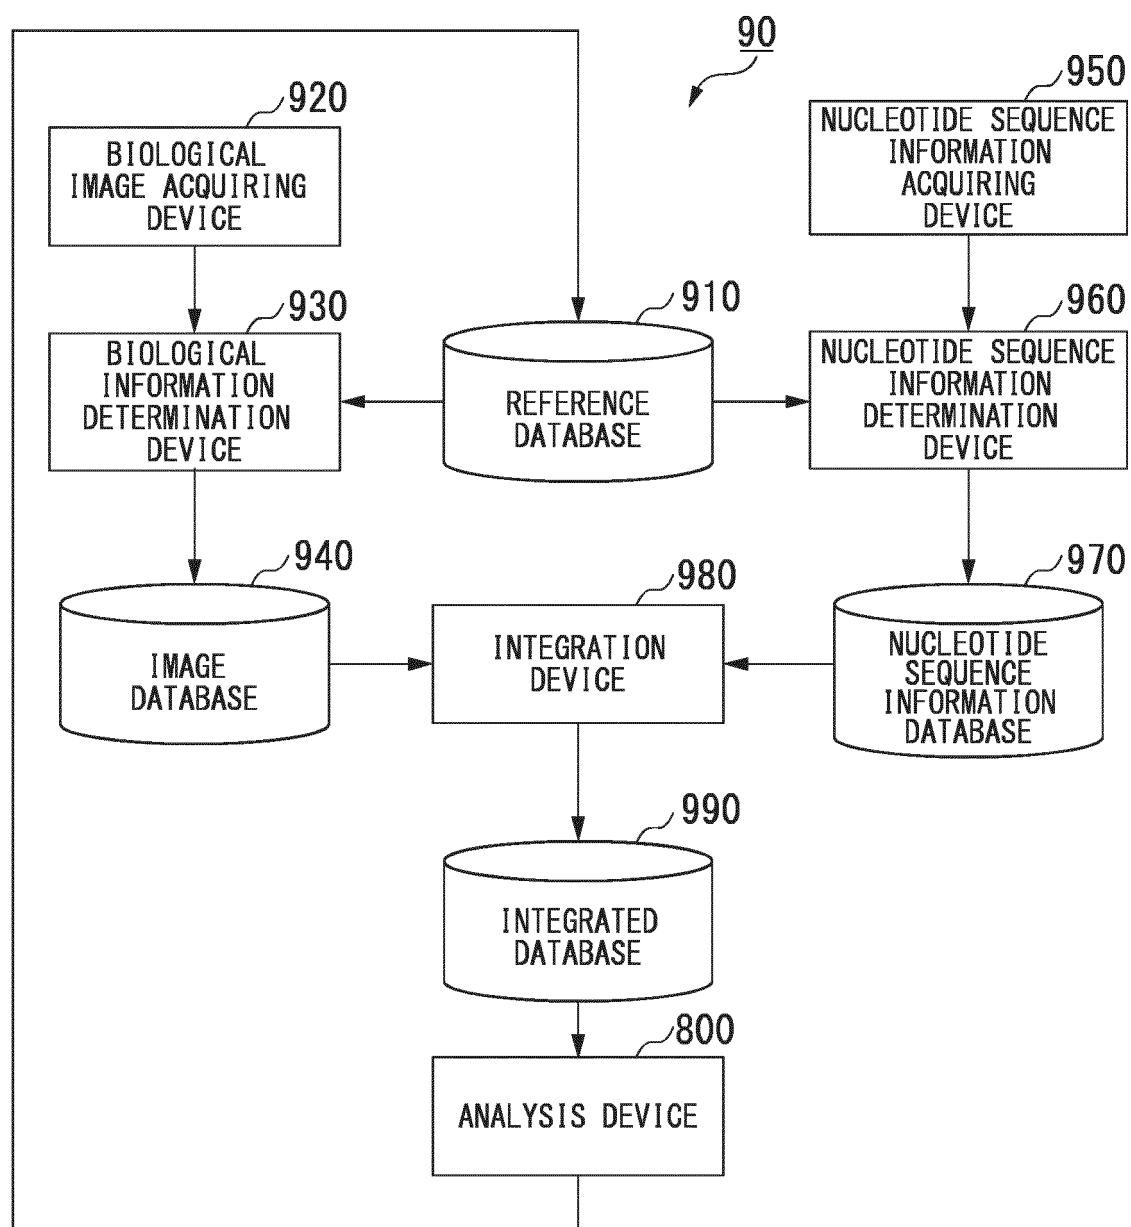 90
920
BIOLOGICAL
IMAGE ACQUIRING
DEVICE
950
NUCLEOTIDE SEQUENCE
INFORMATION
ACQUIRING
DEVICE
930
BIOLOGICAL
INFORMATION
DETERMINATION
DEVICE
910
REFERENCE
DATABASE
960
NUCLEOTIDE SEQUENCE
INFORMATION
DETERMINATION
DEVICE
940
IMAGE
DATABASE
980
INTEGRATION
DEVICE
970
NUCLEOTIDE
SEQUENCE
INFORMATION
DATABASE
990
INTEGRATED
DATABASE
800
ANALYSIS DEVICE